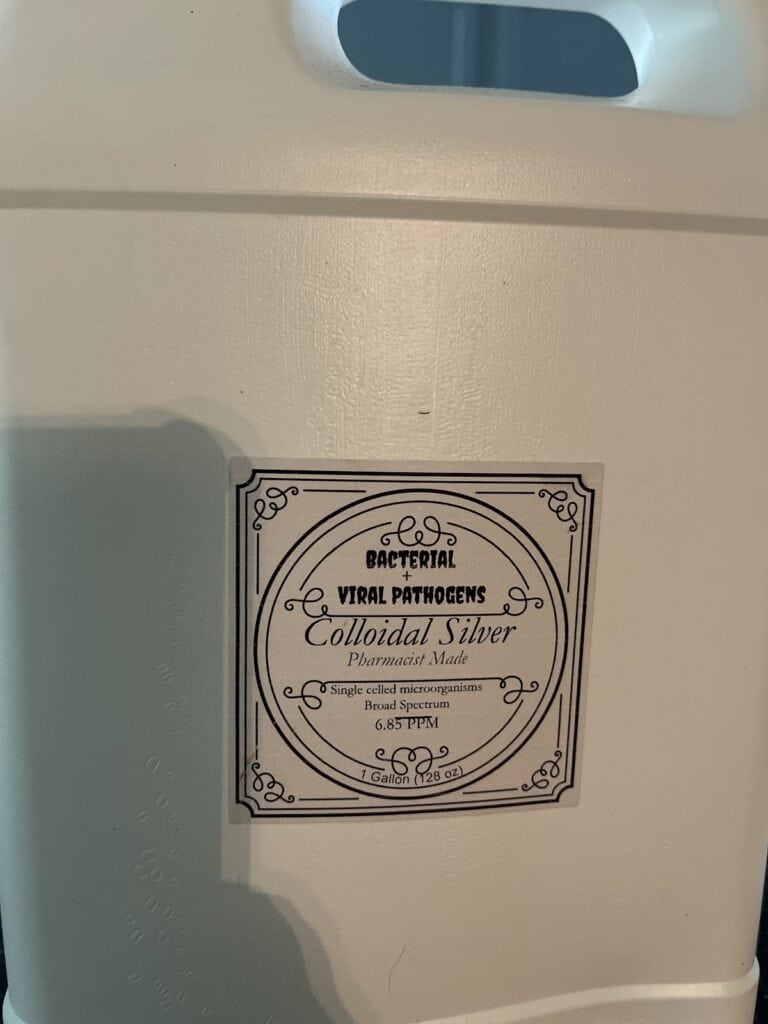 BACTERIAL
+
VIRAL PATHOGENS
Colloidal Silver
Pharmacist Made
Single celled microorganisms
Broad Spectrum
6.85 PPM
1 Gallon (128 oz)